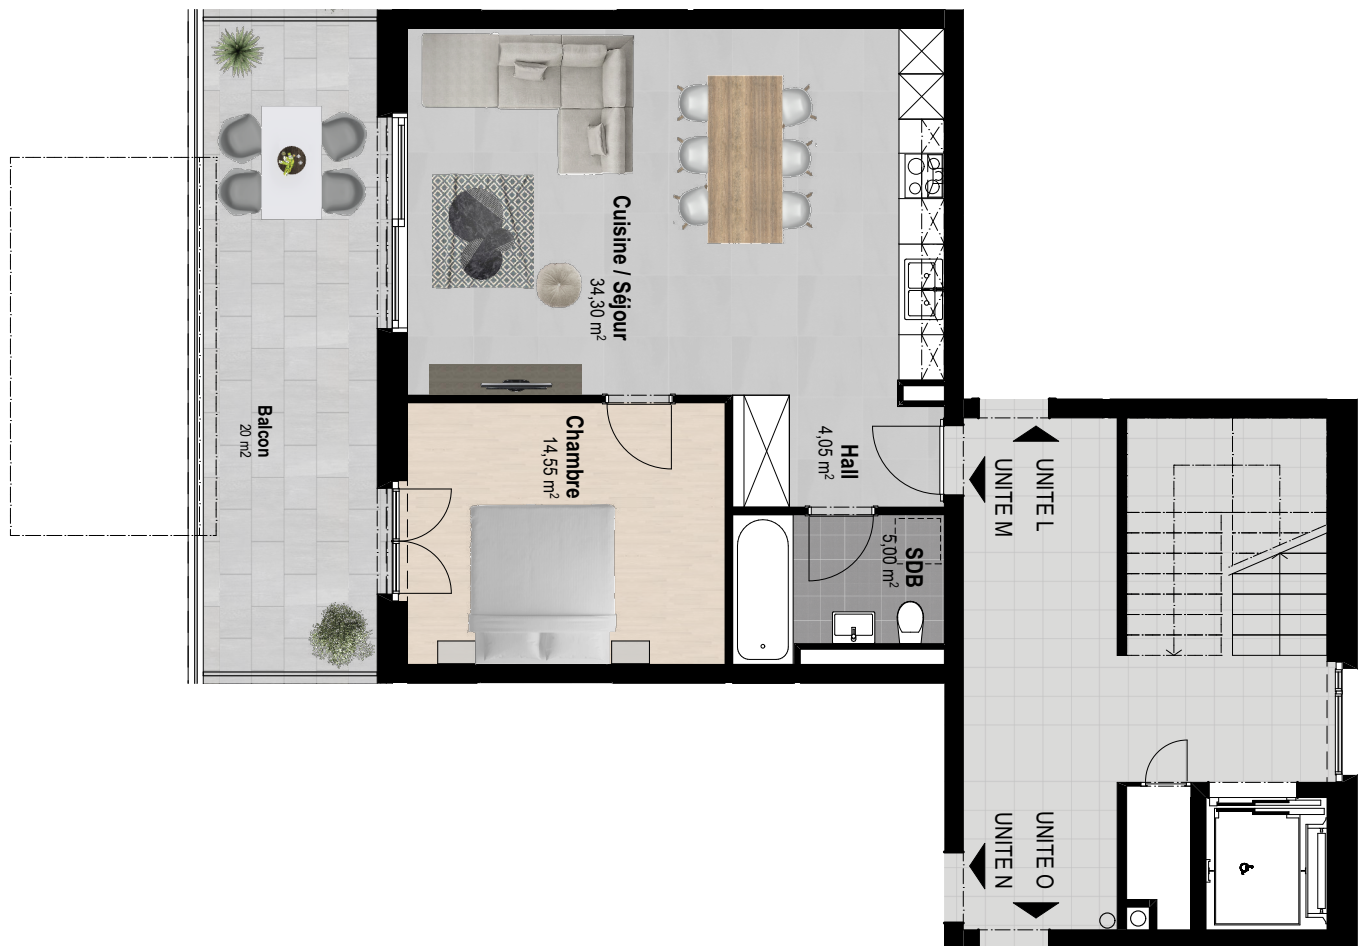 Cuisine / Séjour
34,30 m²
Balcon
20 m2
Chambre
14,55 m²
Hall
4,05 m²
SDB
5,00 m²
UNITE L
UNITE M
UNITE O
UNITE N